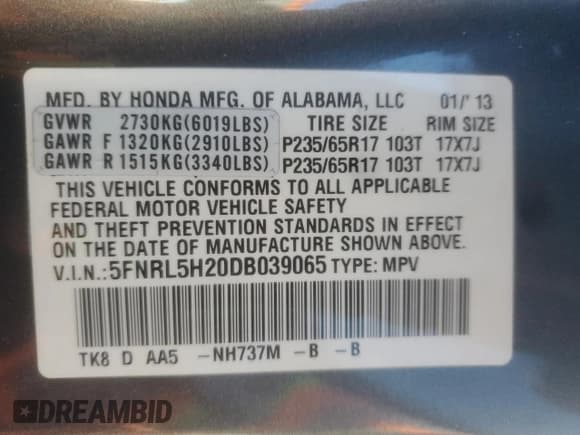 MFD. BY HONDA MFG. OF ALABAMA, LLC 01/'13
GVWR 2730KG(6019LBS) TIRE SIZE RIM SIZE
GAWR F 1320KG(2910LBS) P235/65R17 103T 17X7J
GAWR R 1515KG(3340LBS) P235/65R17 103T 17X7J
THIS VEHICLE CONFORMS TO ALL APPLICABLE
FEDERAL MOTOR VEHICLE SAFETY
AND THEFT PREVENTION STANDARDS IN EFFECT
ON THE DATE OF MANUFACTURE SHOWN ABOVE.
V.I.N.:5FNRL5H20DB039065 TYPE: MPV
TK8 D AA5 -NH737M -B -B
DREAMBID